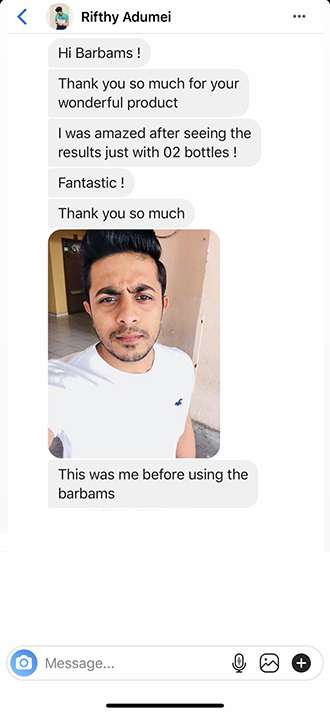 Rifthy Adumei
Hi Barbams !
Thank you so much for your
wonderful product
I was amazed after seeing the
results just with 02 bottles !
Fantastic !
Thank you so much
This was me before using the
barbams
Message...